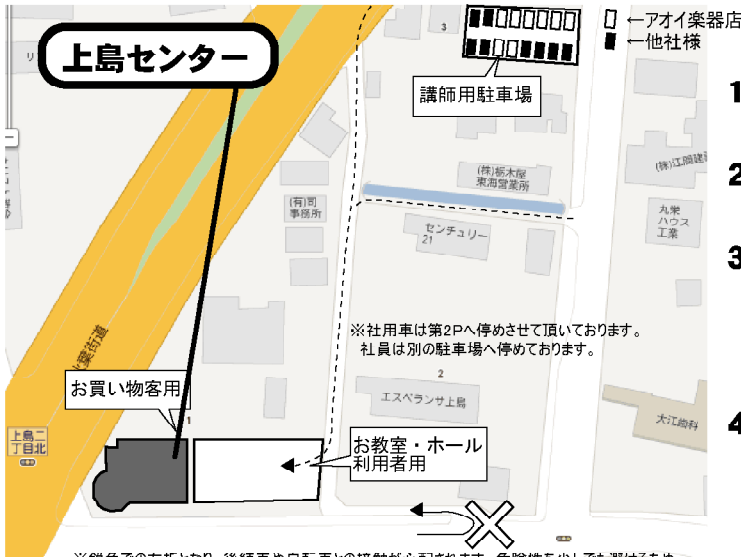 上島センター
←アオイ楽器店
←他社様
3
講師用駐車場
1
(株)栃木屋
東海営業所
2
丸栄
ハウス
工業
(有)司
事務所
センチュリー
21
3
※社用車は第2Pへ停めさせて頂いております。
社員は別の駐車場へ停めております。
2
エスペランサ上島
お買い物客用
1
大江歯科
4
上島二
丁目北
お教室・ホール
利用者用